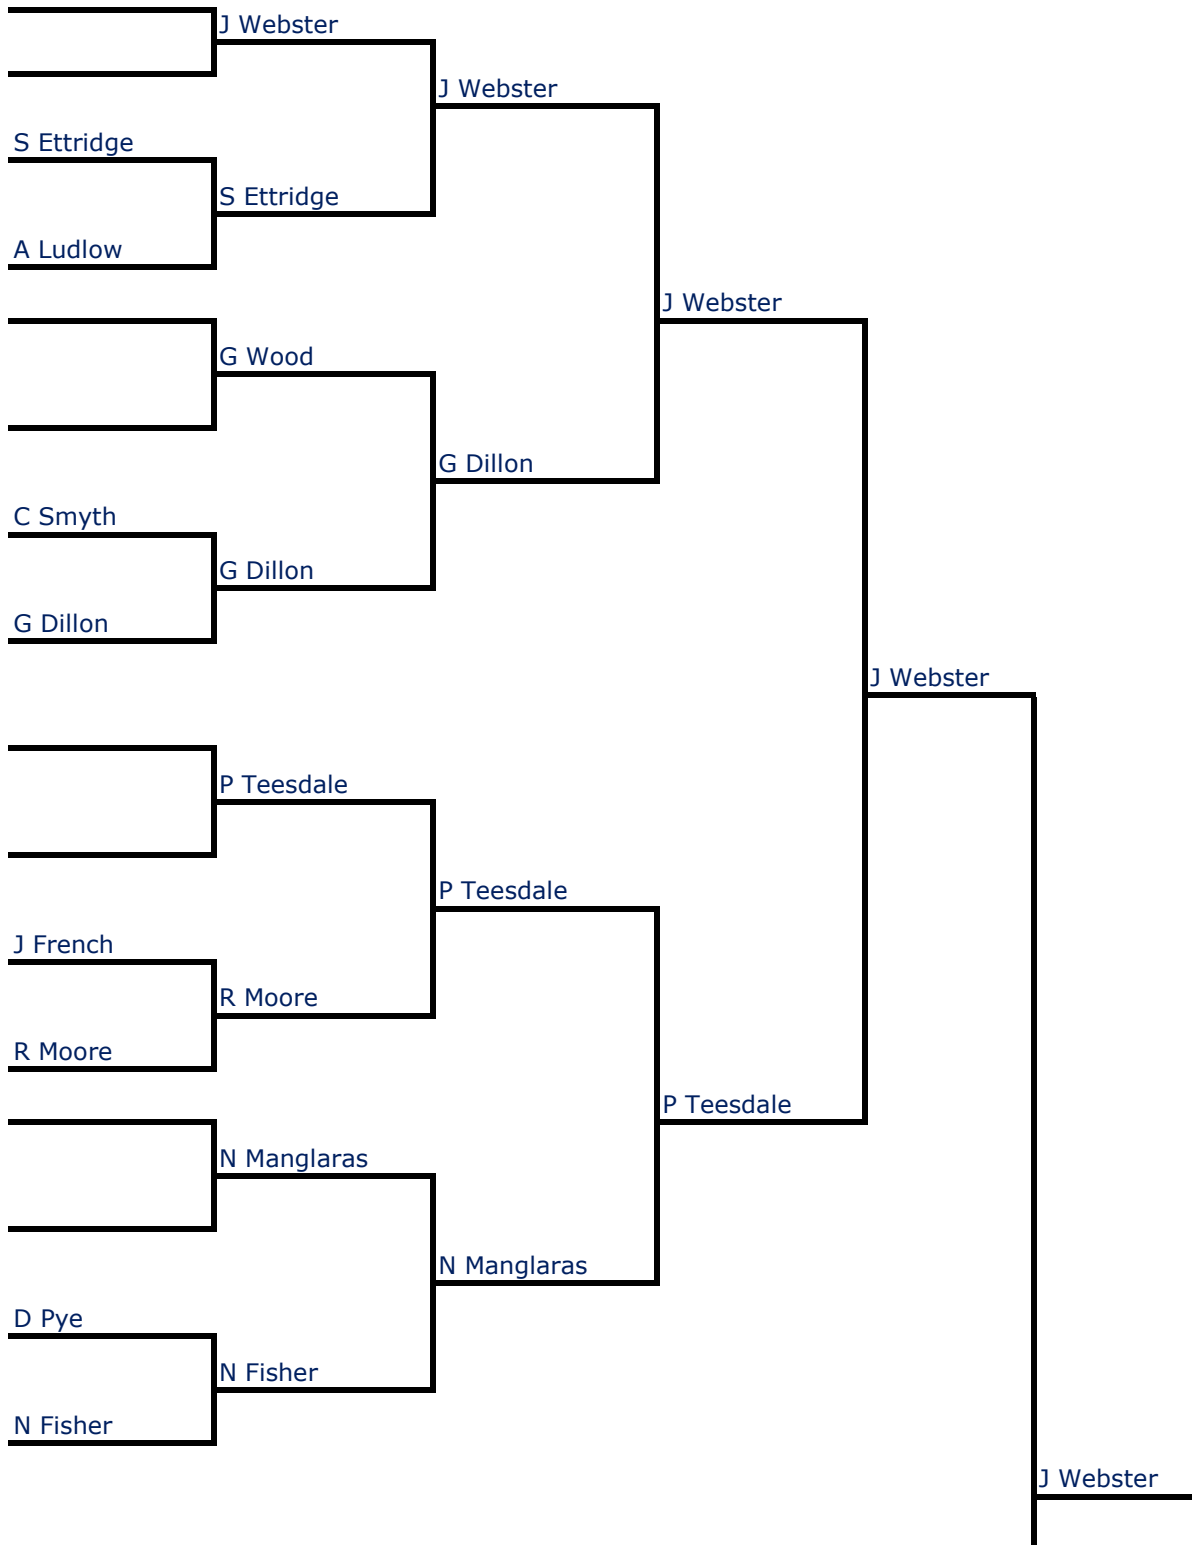 J Webster
J Webster
S Ettridge
S Ettridge
A Ludlow
J Webster
G Wood
G Dillon
C Smyth
G Dillon
G Dillon
J Webster
P Teesdale
P Teesdale
J French
R Moore
R Moore
P Teesdale
N Manglaras
N Manglaras
D Pye
N Fisher
N Fisher
J Webster